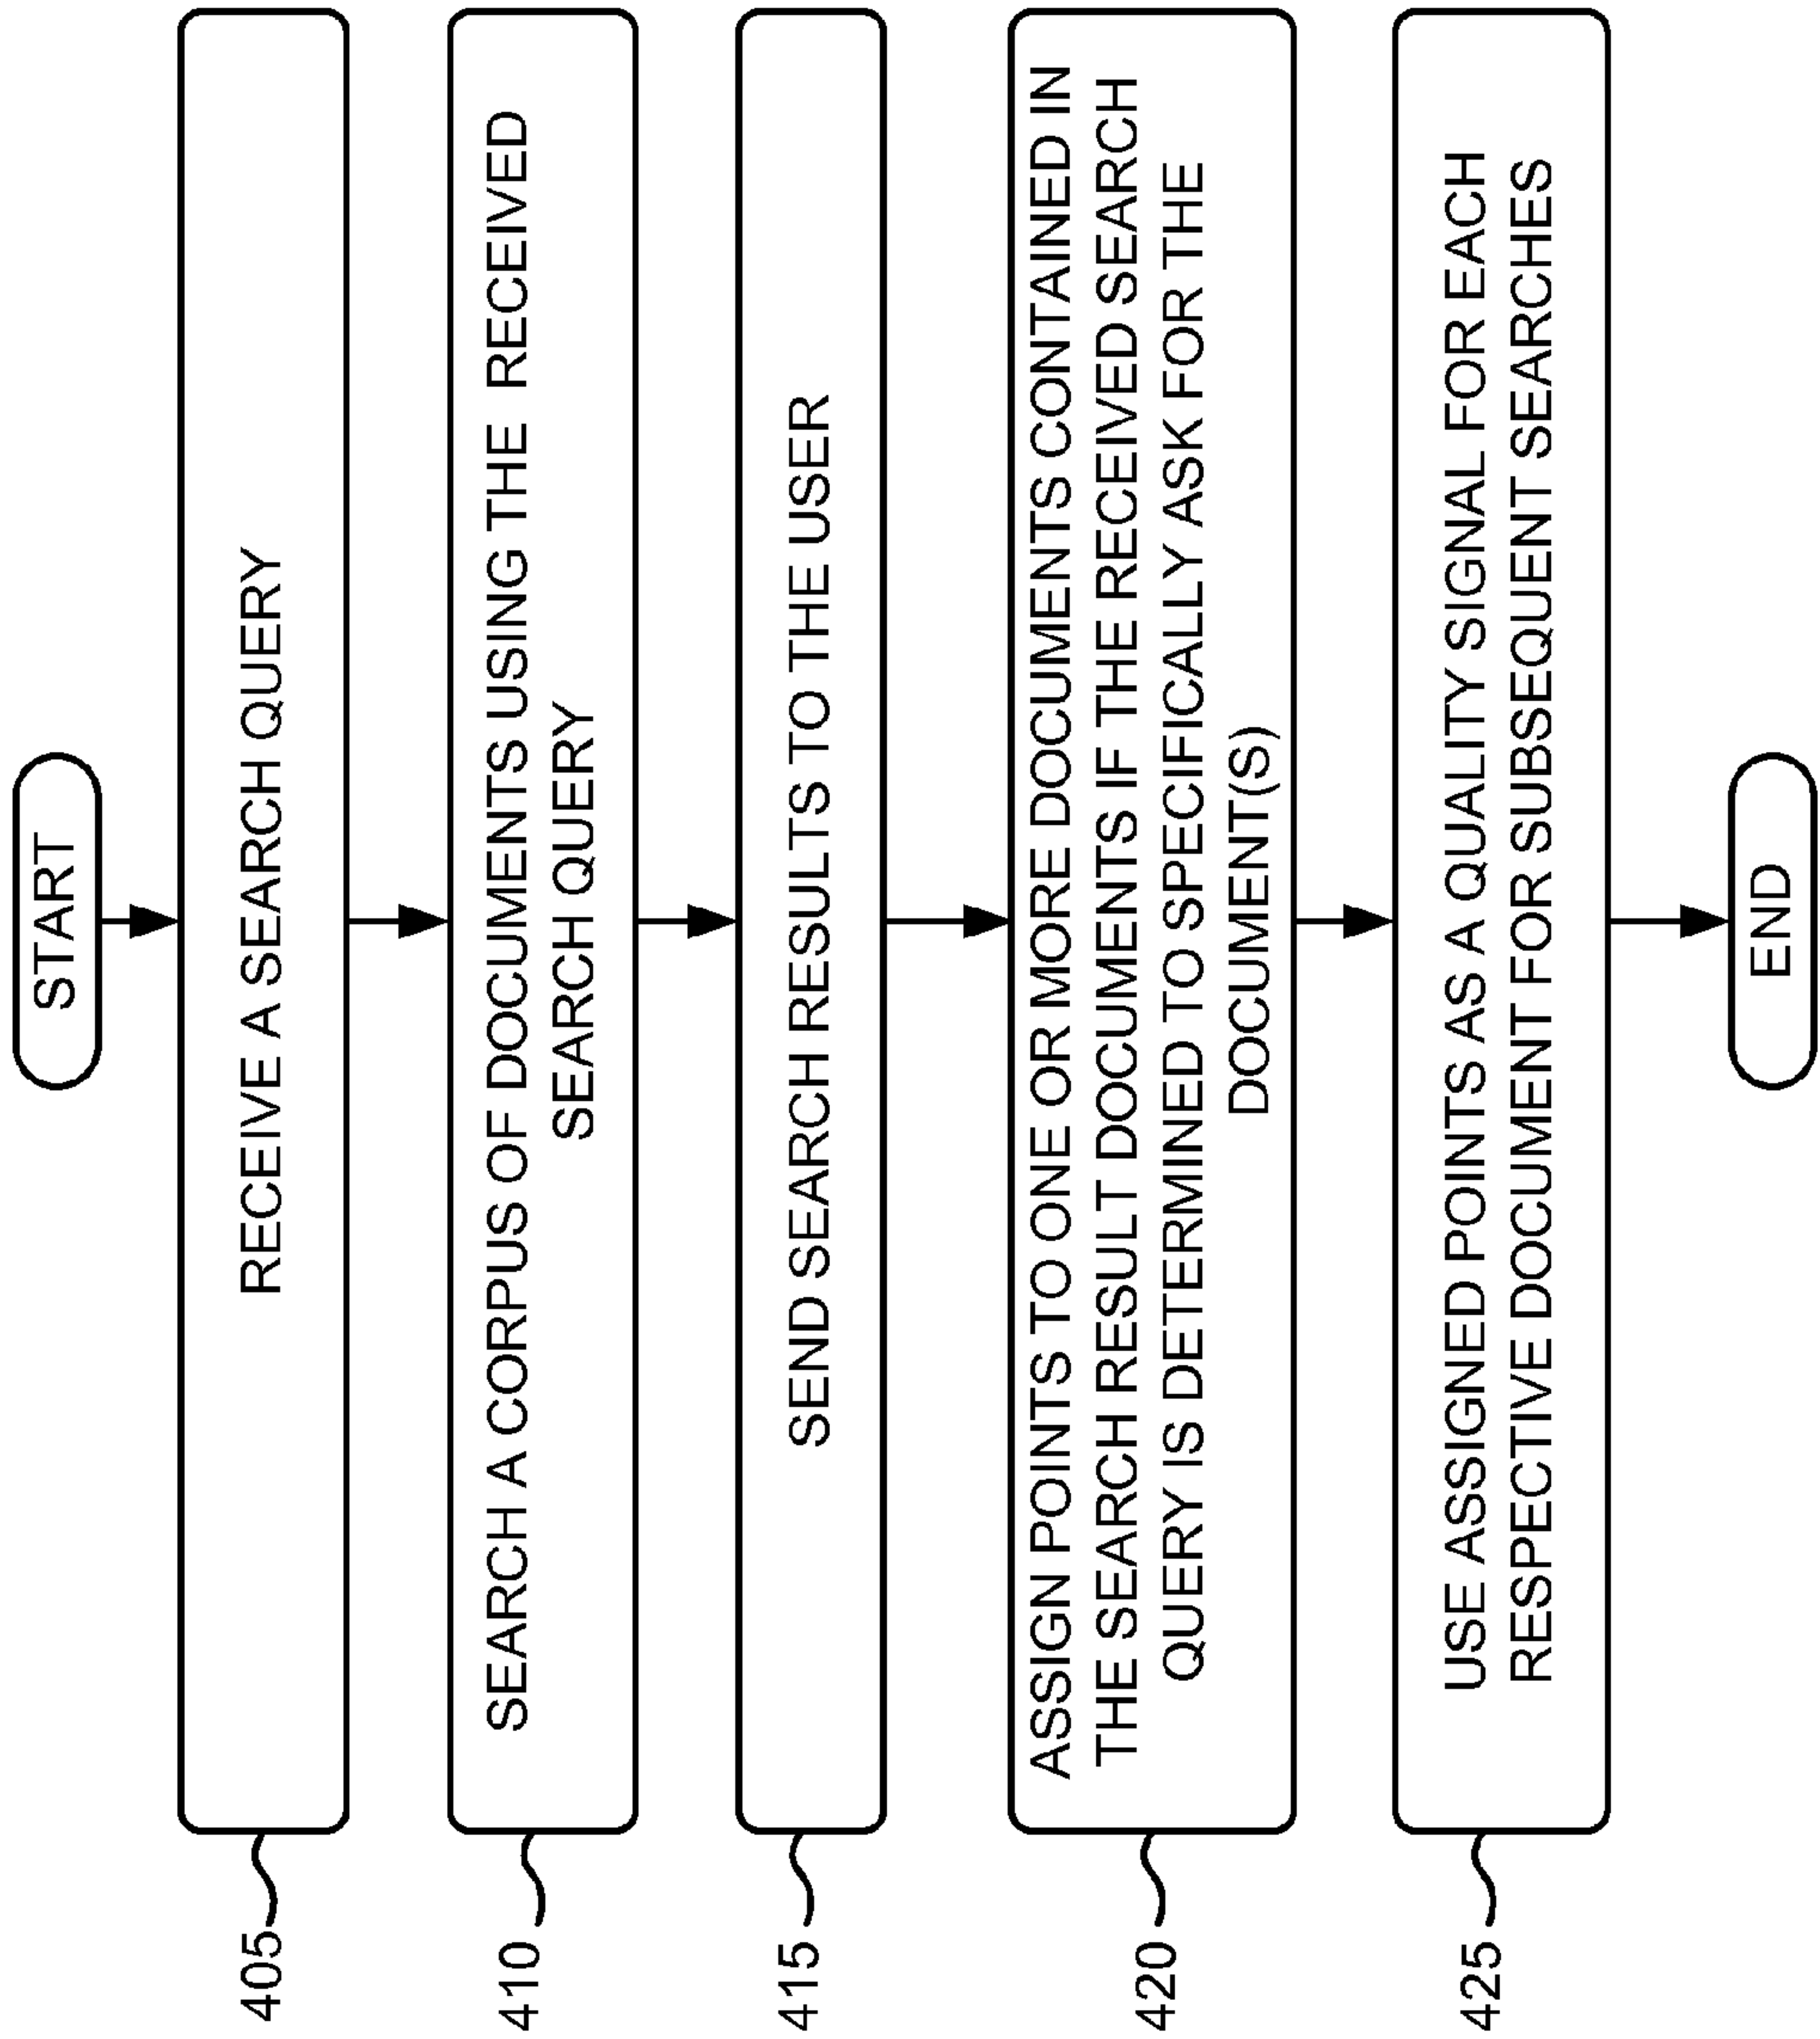 START
405
RECEIVE A SEARCH QUERY
410
SEARCH A CORPUS OF DOCUMENTS USING THE RECEIVED
SEARCH QUERY
415
SEND SEARCH RESULTS TO THE USER
420
ASSIGN POINTS TO ONE OR MORE DOCUMENTS CONTAINED IN
THE SEARCH RESULT DOCUMENTS IF THE RECEIVED SEARCH
QUERY IS DETERMINED TO SPECIFICALLY ASK FOR THE
DOCUMENT(S)
425
USE ASSIGNED POINTS AS A QUALITY SIGNAL FOR EACH
RESPECTIVE DOCUMENT FOR SUBSEQUENT SEARCHES
END